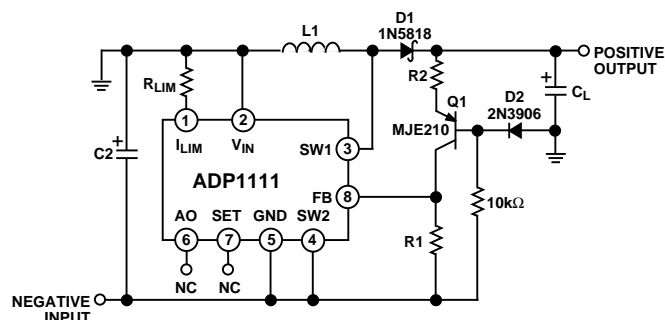 D1
1N5818
L1
POSITIVE
OUTPUT
R2
RLIM
Q1
D2
2N3906
CL
MJE210
1
2
ILIM
VIN
C2
SW1
3
ADP1111
FB
8
10kΩ
AO
SET
GND
SW2
6
7
5
4
R1
NC
NC
NEGATIVE
INPUT